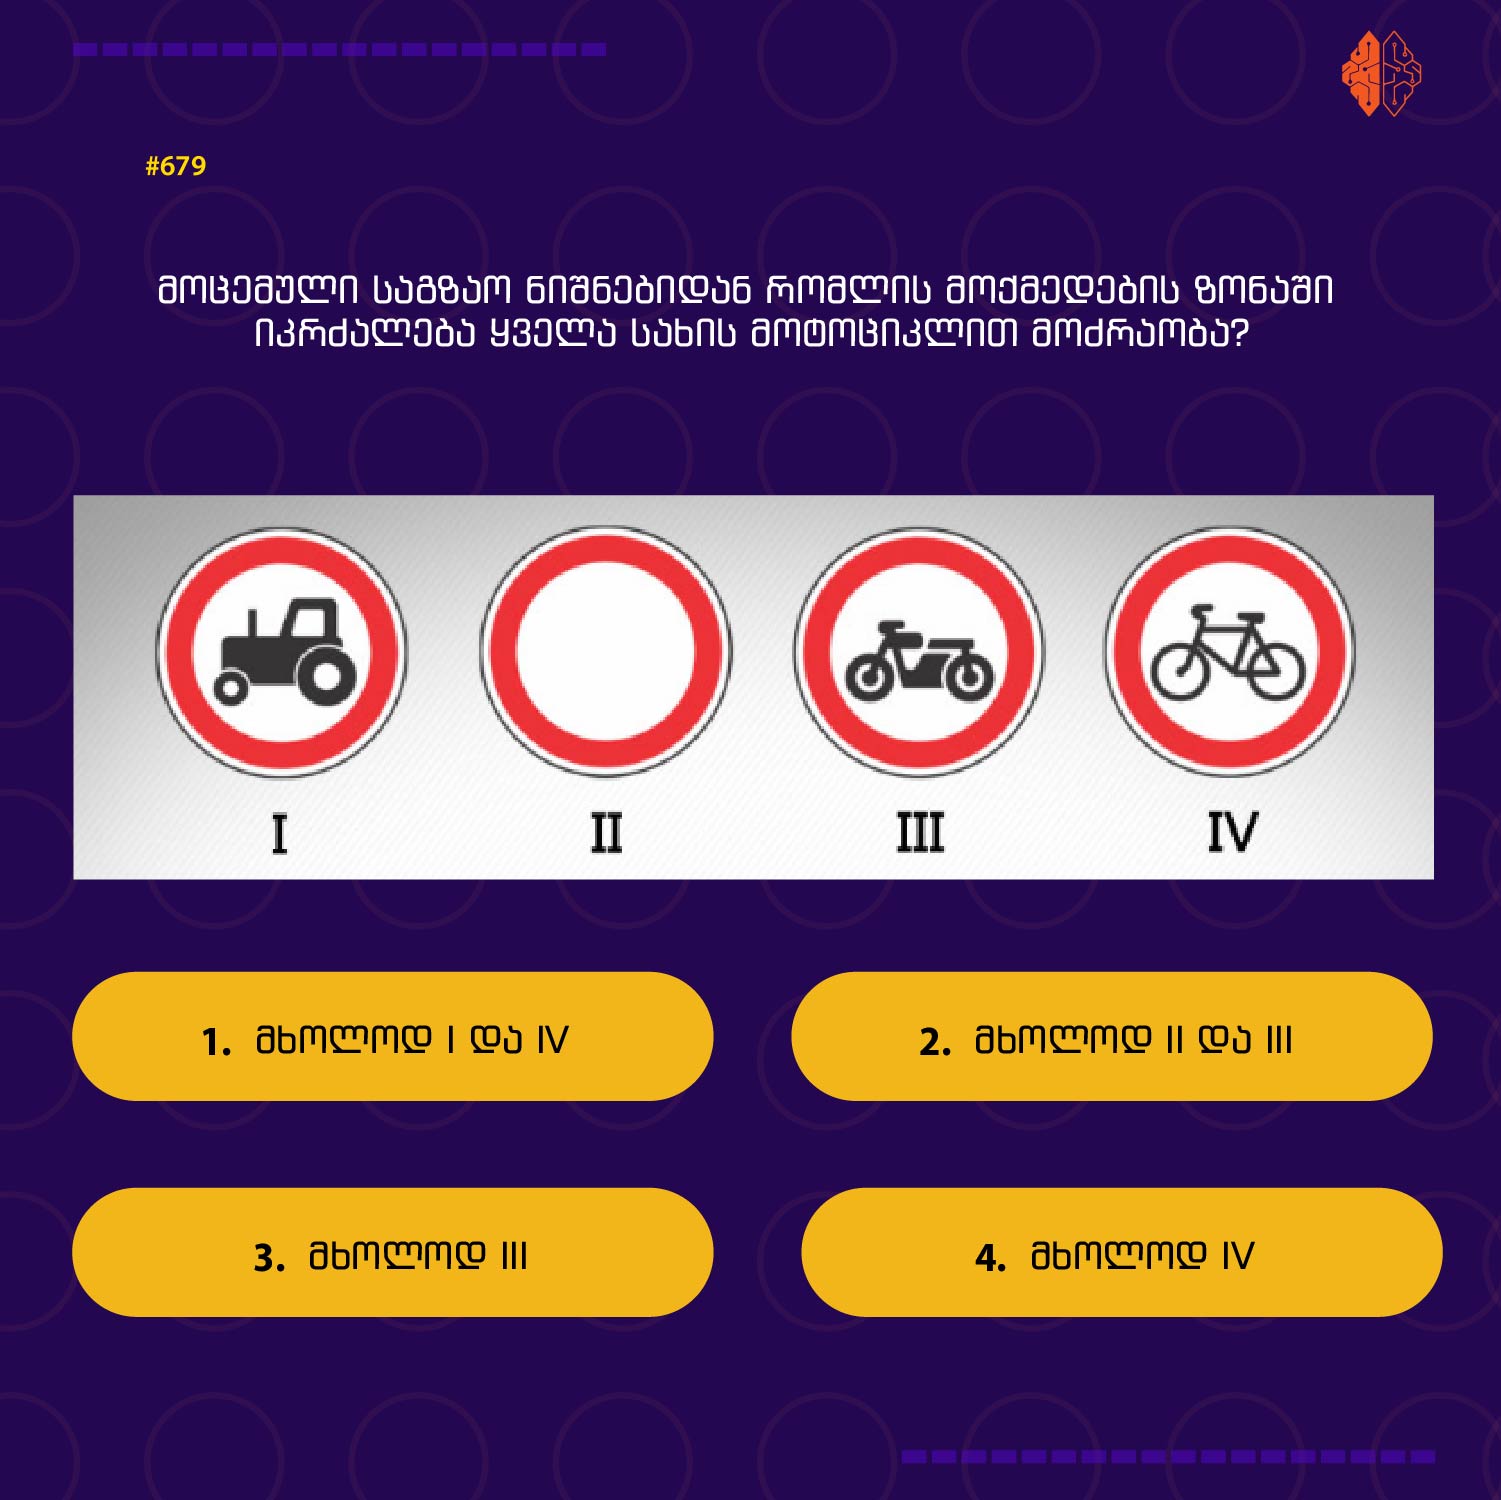 #679
მოცემული საგზაო ნიშნებიდან რომლის მოქმედების ზონაში
იკრძალება ყველა სახის მოტოციკლით მოძრაობა?
I II III IV
1. მხოლოდ I და IV
2. მხოლოდ II და III
3. მხოლოდ III
4. მხოლოდ IV